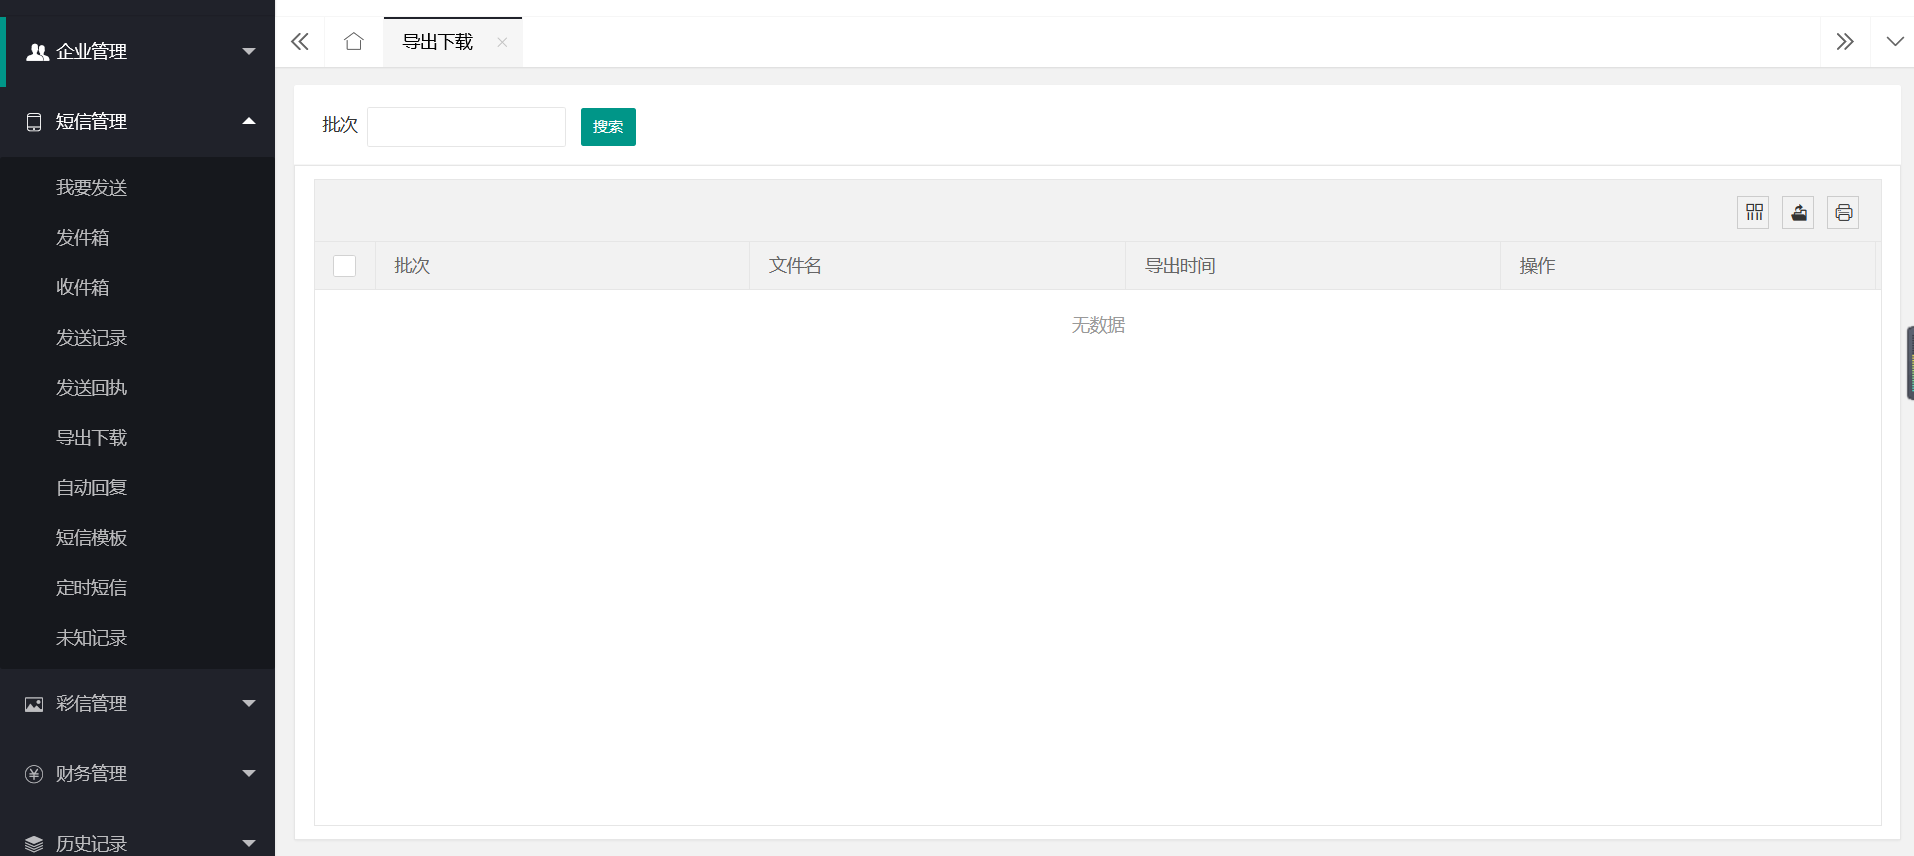 企业管理
短信管理
我要发送
发件箱
收件箱
发送记录
发送回执
导出下载
自动回复
短信模板
定时短信
未知记录
彩信管理
财务管理
历史记录
导出下载
批次 搜索
批次 文件名 导出时间 操作
无数据